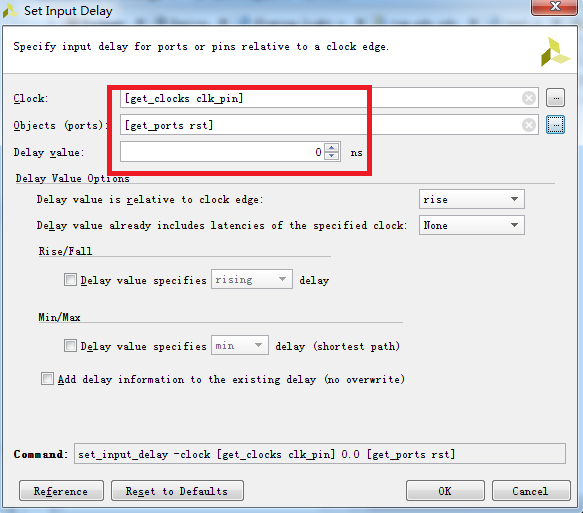 Set Input Delay
Specify input delay for ports or pins relative to a clock edge.
Clock: [get_clocks clk_pin] ...
Objects (ports): [get_ports rst] ...
Delay value: 0 ns
Delay Value Options
Delay value is relative to clock edge: rise
Delay value already includes latencies of the specified clock: None
Rise/Fall
Delay value specifies rising delay
Min/Max
Delay value specifies min delay (shortest path)
Add delay information to the existing delay (no overwrite)
Command: set_input_delay -clock [get_clocks clk_pin] 0.0 [get_ports rst]
Reference Reset to Defaults OK Cancel